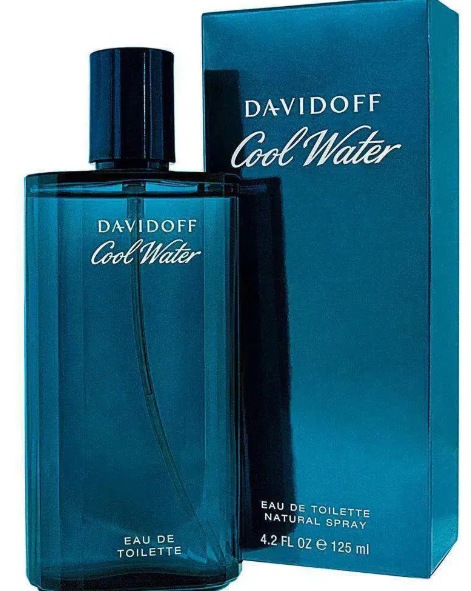 DAVIDOFF
Cool Water
EAU DE
TOILETTE
DAVIDOFF
Cool Water
EAU DE TOILETTE
NATURAL SPRAY
4.2 FL OZ ℮ 125 ml